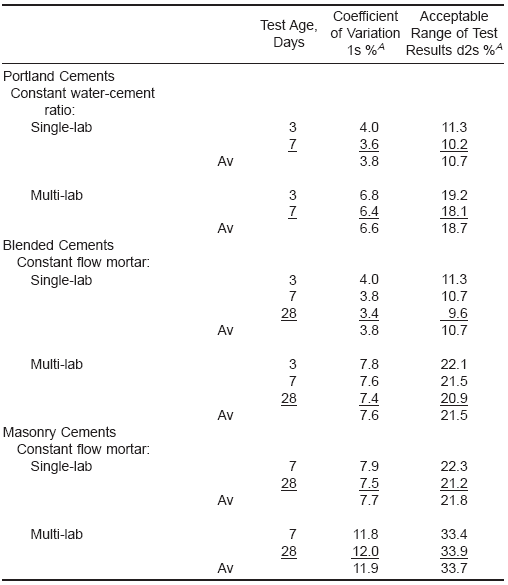 Test Age, Days Coefficient of Variation 1s %A Acceptable Range of Test Results d2s %A
Portland Cements
Constant water-cement
ratio:
Single-lab 3 4.0 11.3
7 3.6 10.2
Av 3.8 10.7
Multi-lab 3 6.8 19.2
7 6.4 18.1
Av 6.6 18.7
Blended Cements
Constant flow mortar:
Single-lab 3 4.0 11.3
7 3.8 10.7
28 3.4 9.6
Av 3.8 10.7
Multi-lab 3 7.8 22.1
7 7.6 21.5
28 7.4 20.9
Av 7.6 21.5
Masonry Cements
Constant flow mortar:
Single-lab 7 7.9 22.3
28 7.5 21.2
Av 7.7 21.8
Multi-lab 7 11.8 33.4
28 12.0 33.9
Av 11.9 33.7